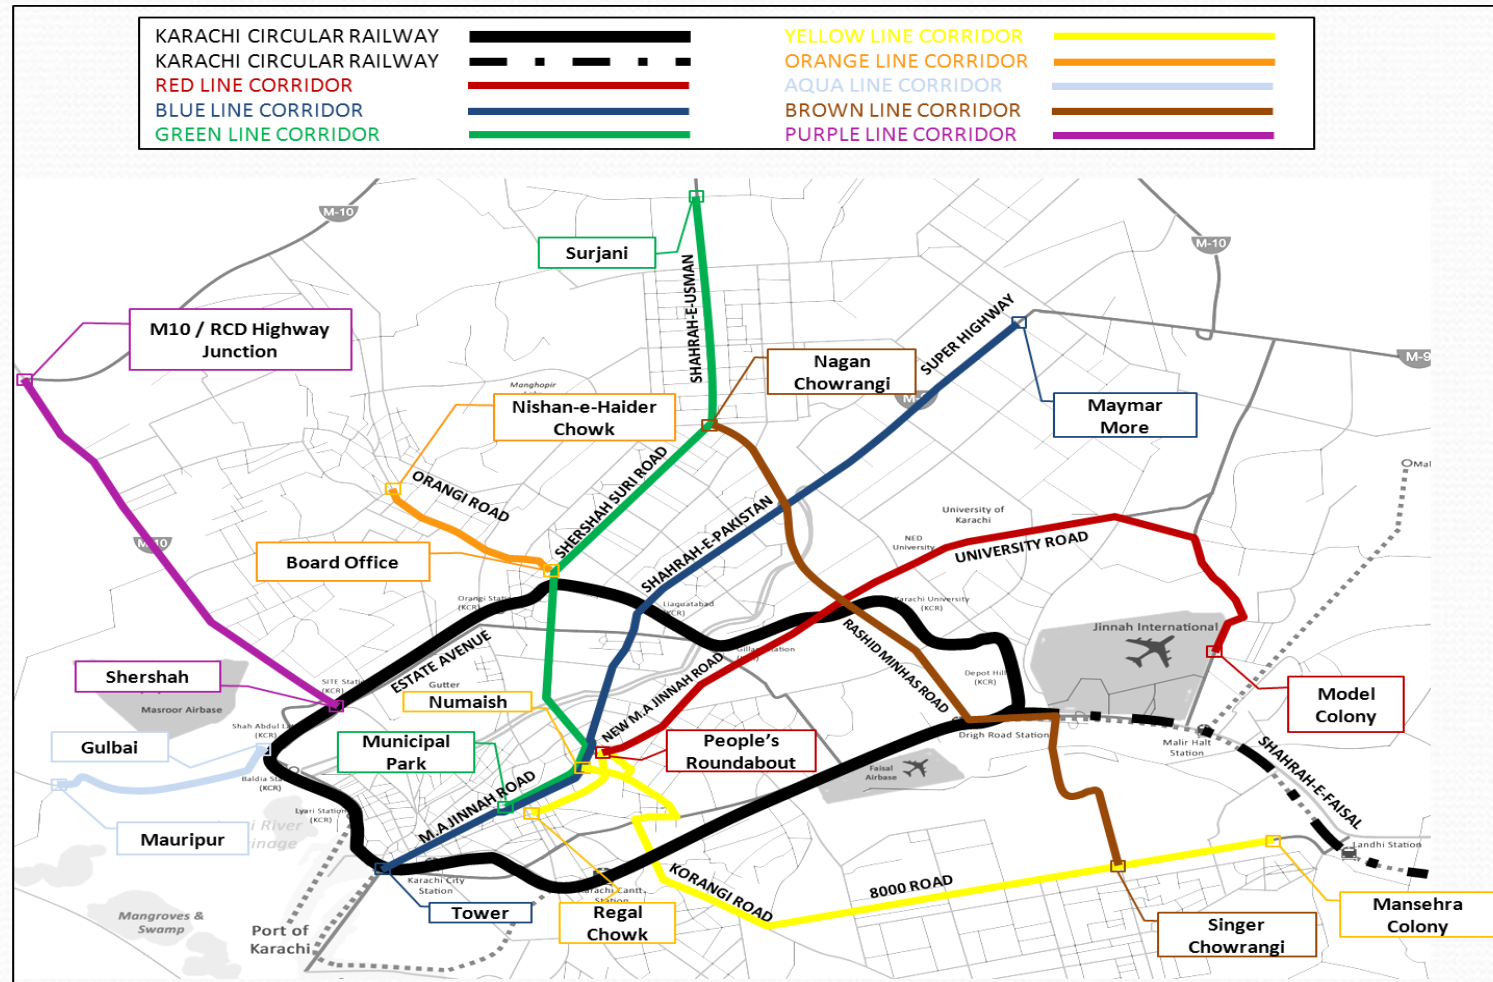 KARACHI CIRCULAR RAILWAY
KARACHI CIRCULAR RAILWAY
RED LINE CORRIDOR
BLUE LINE CORRIDOR
GREEN LINE CORRIDOR
YELLOW LINE CORRIDOR
ORANGE LINE CORRIDOR
AQUA LINE CORRIDOR
BROWN LINE CORRIDOR
PURPLE LINE CORRIDOR
M-10
M-10
Surjani
SHAHRAH-E-USMAN
SUPER HIGHWAY
M10 / RCD Highway
Junction
M-9
Nagan
Chowrangi
Manghopir
Nishan-e-Haider
Chowk
Maymar
More
ORANGI ROAD
SHERSHAH SURI ROAD
SHAHRAH-E-PAKISTAN
University of
Karachi
M-10
NED
University
UNIVERSITY ROAD
Board Office
(KCR)
Liaquatabad
(KCR)
Karachi University
(KCR)
Jinnah International
RASHID MINHAS ROAD
ESTATE AVENUE
Shershah
(KCR)
Gutter
Depot Hill
(KCR)
Model
Colony
Masroor Airbase
Numaish
NEW M.A JINNAH ROAD
(KCR)
Drigh Road Station
Malir Halt
Station
Gulbai
Municipal
Park
People's
Roundabout
Faisal
Airbase
SHAHRAH-E-FAISAL
(KCR)
M.A JINNAH ROAD
Mauripur
(KCR)
Landhi Station
Karachi City
Station
KORANGI ROAD
8000 ROAD
Station
Tower
Regal
Chowk
Mansehra
Colony
Mangroves &
Swamp
Port of
Karachi
Singer
Chowrangi